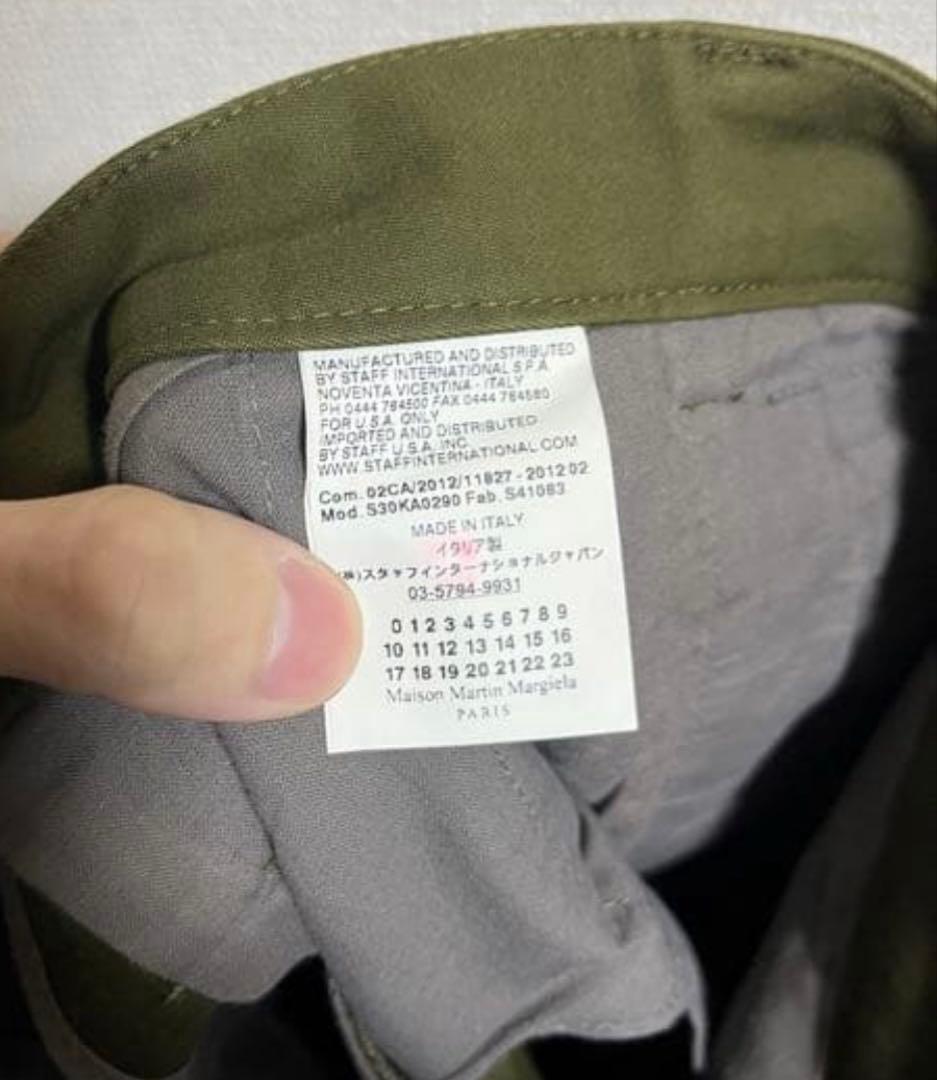 MANUFACTURED AND DISTRIBUTED
BY STAFF INTERNATIONAL S.P.A.
NOVENTA VICENTINA - ITALY
PH 0444 784500 FAX 0444 784580
FOR U.S.A. ONLY
IMPORTED AND DISTRIBUTED
BY STAFF U.S.A. INC.
WWW.STAFFINTERNATIONAL.COM
Com. 02CA/2012/11827 - 2012 02
Mod. S30KA0290 Fab. S41083
MADE IN ITALY
イタリア製
(株)スタッフインターナショナルジャパン
03-5794-9931
0 1 2 3 4 5 6 7 8 9
10 11 12 13 14 15 16
17 18 19 20 21 22 23
Maison Martin Margiela
PARIS